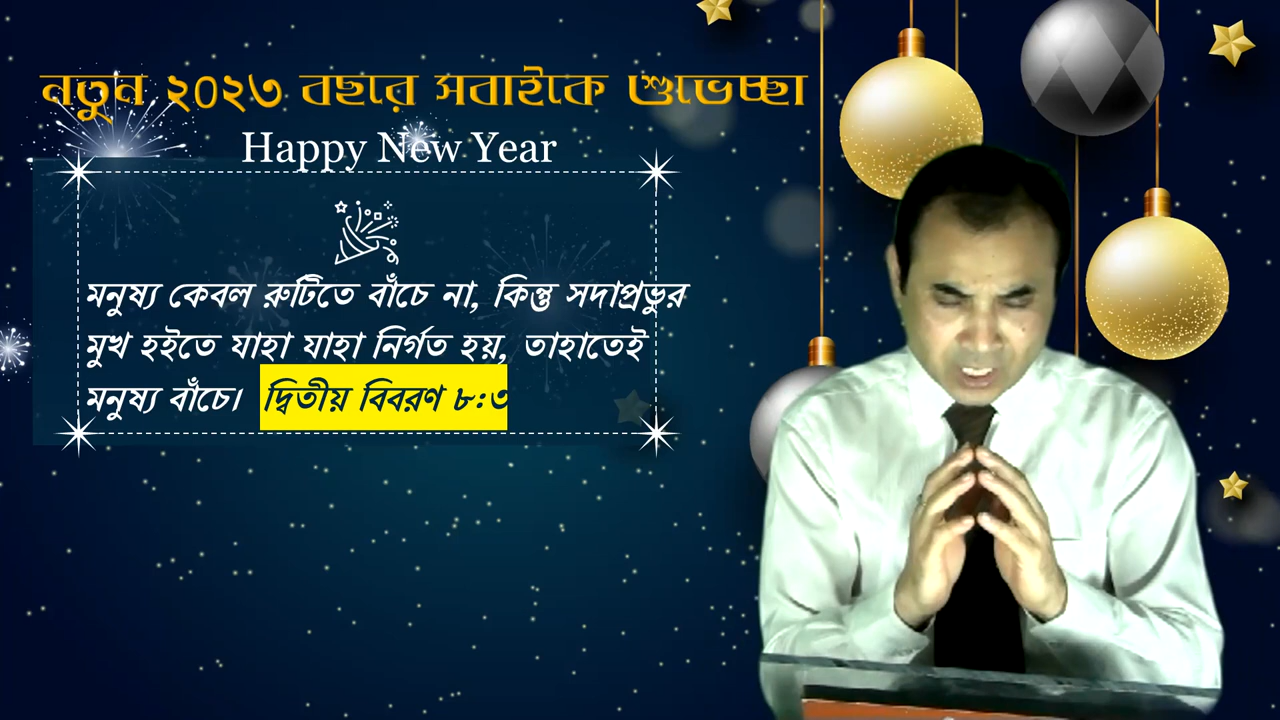 নতুন ২০২৩ বছরে সবাইকে শুভেচ্ছা
Happy New Year
মনুষ্য কেবল রুটিতে বাঁচে না, কিন্তু সদাপ্রভুর
মুখ হইতে যাহা যাহা নির্গত হয়, তাহাতেই
মনুষ্য বাঁচে। দ্বিতীয় বিবরণ ৮:৩